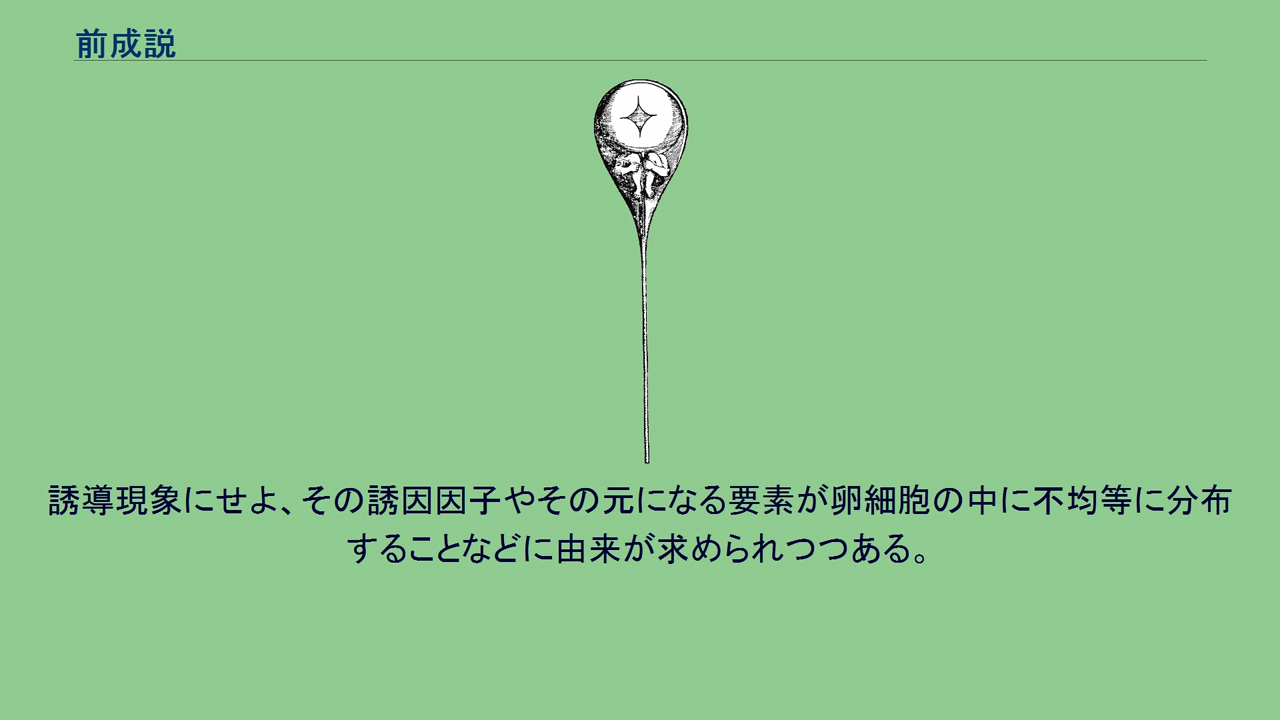 前成説
誘導現象にせよ、その誘因因子やその元になる要素が卵細胞の中に不均等に分布
することなどに由来が求められつつある。